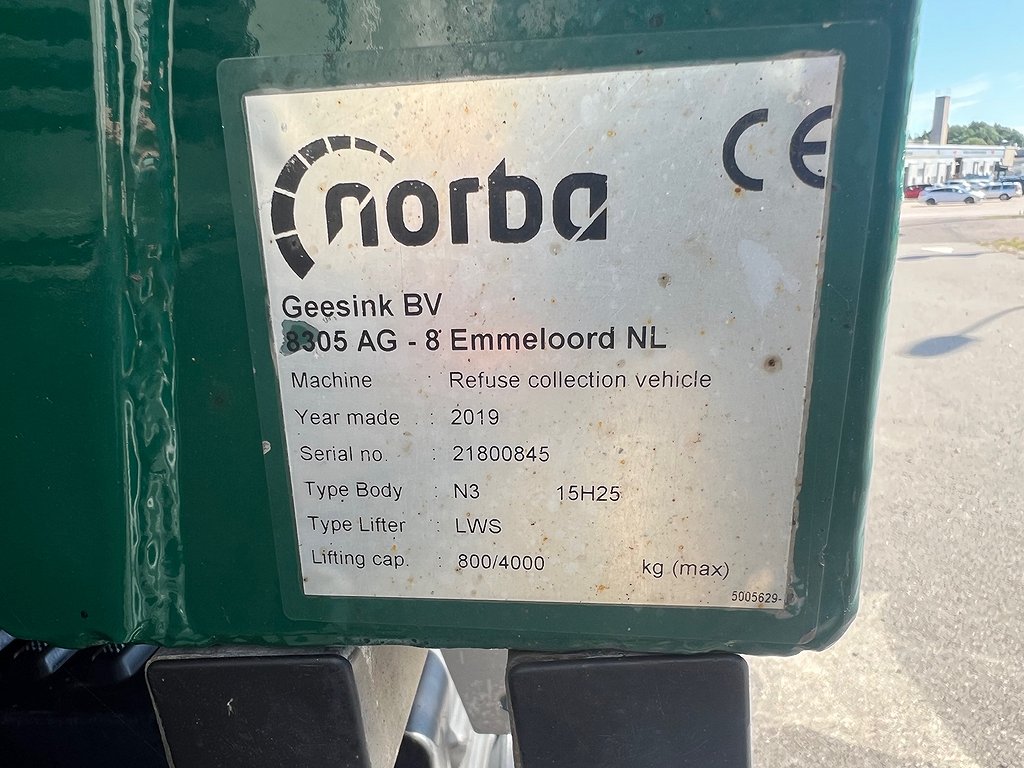 norba
CE
Geesink BV
8305 AG - 8 Emmeloord NL
Machine : Refuse collection vehicle
Year made : 2019
Serial no. : 21800845
Type Body : N3 15H25
Type Lifter : LWS
Lifting cap. : 800/4000 kg (max)
5005629-